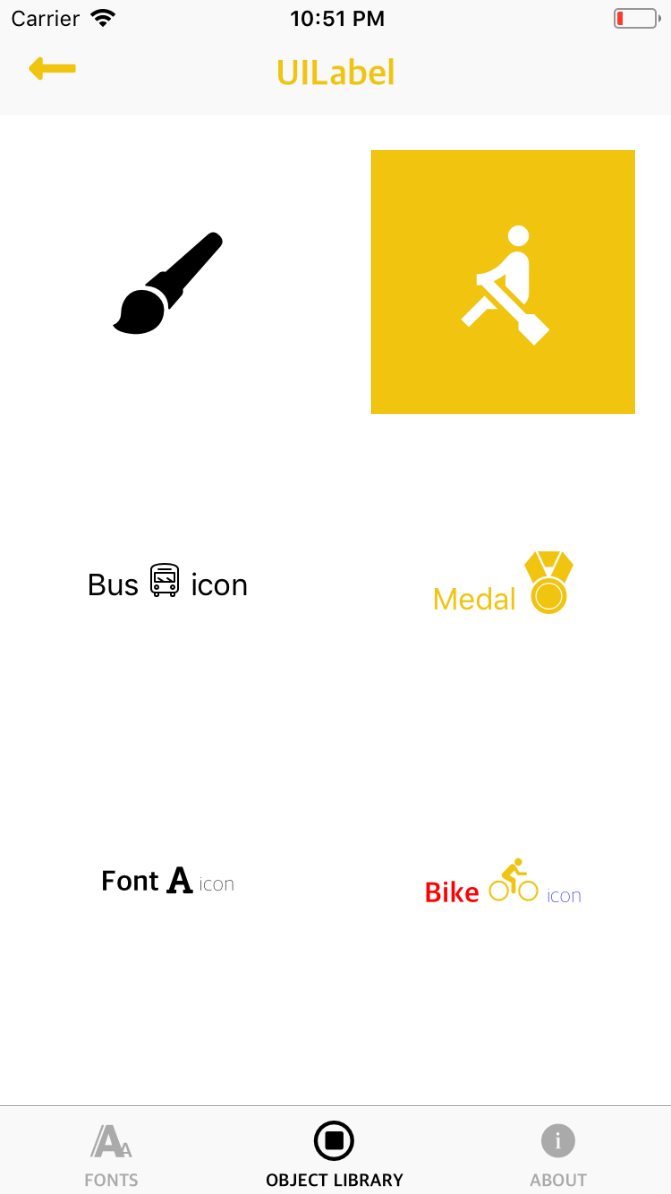 Carrier 10:51 PM
UILabel
Bus icon
Medal
Font A icon
Bike icon
FONTS OBJECT LIBRARY ABOUT